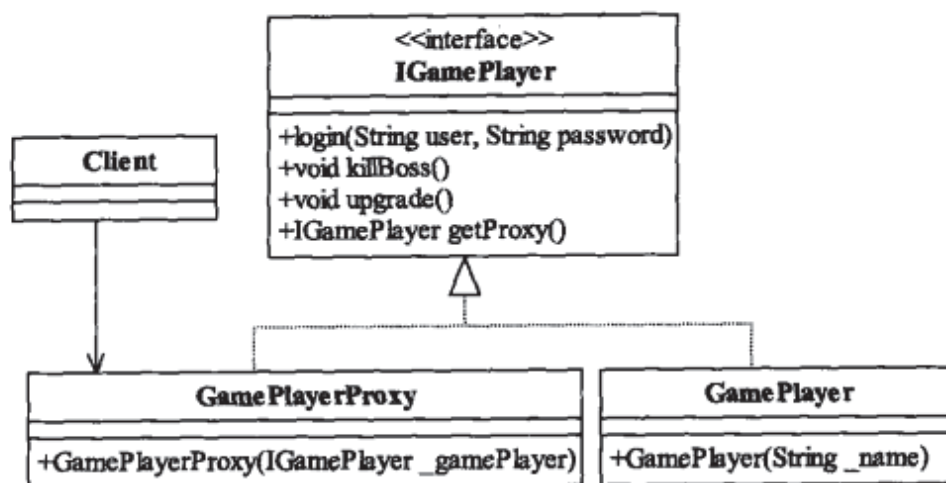 <<interface>>
IGamePlayer
+login(String user, String password)
+void killBoss()
+void upgrade()
+IGamePlayer getProxy()
Client
GamePlayerProxy
+GamePlayerProxy(IGamePlayer _gamePlayer)
GamePlayer
+GamePlayer(String _name)